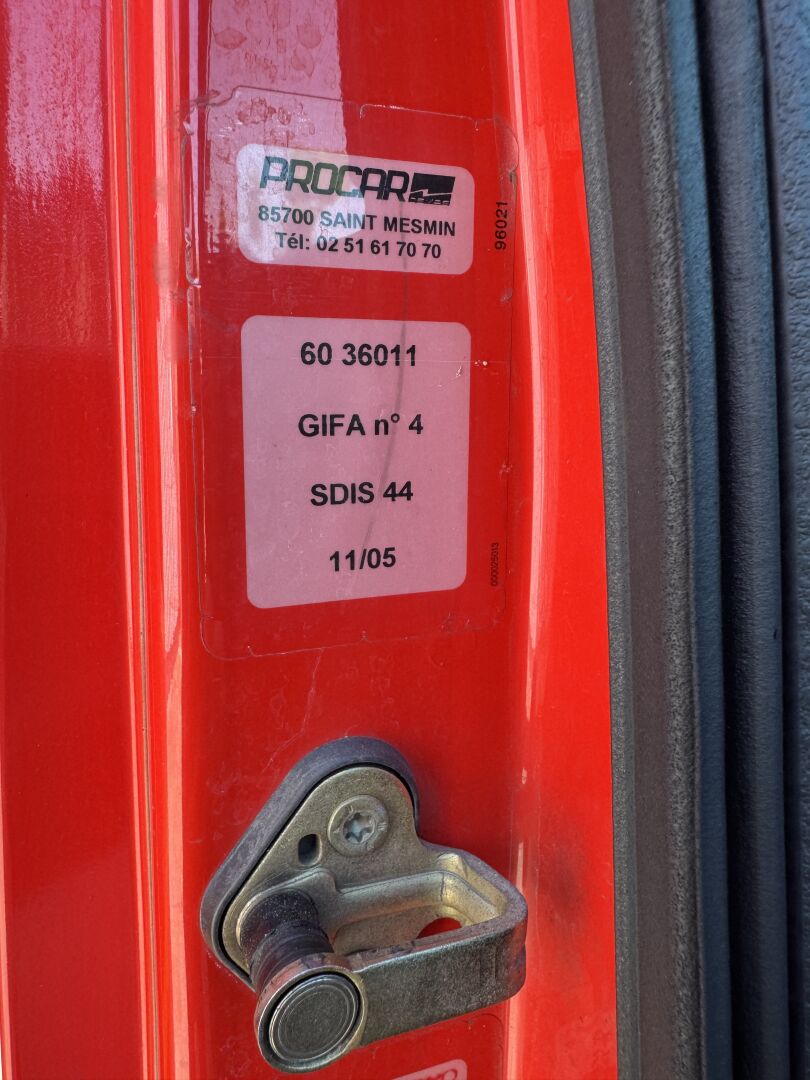 PROCAR
85700 SAINT MESMIN
Tél: 02 51 61 70 70
96021
60 36011
GIFA n° 4
SDIS 44
11/05